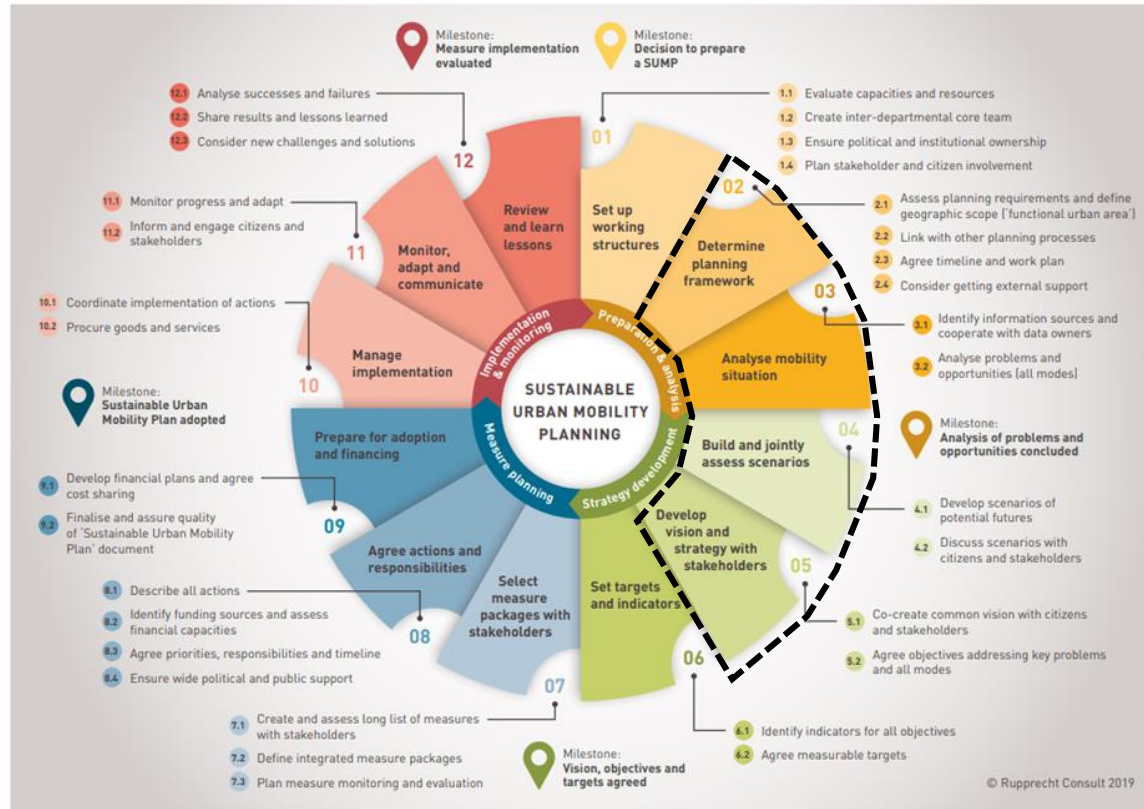 Milestone:
Measure implementation
evaluated
Milestone:
Decision to prepare
a SUMP
12.1 Analyse successes and failures
12.2 Share results and lessons learned
12.3 Consider new challenges and solutions
1.1 Evaluate capacities and resources
1.2 Create inter-departmental core team
1.3 Ensure political and institutional ownership
1.4 Plan stakeholder and citizen involvement
01
Set up
working
structures
02
Determine
planning
framework
2.1 Assess planning requirements and define
geographic scope ('functional urban area')
2.2 Link with other planning processes
2.3 Agree timeline and work plan
2.4 Consider getting external support
03
Analyse mobility
situation
3.1 Identify information sources and
cooperate with data owners
3.2 Analyse problems and
opportunities (all modes)
Milestone:
Analysis of problems and
opportunities concluded
04
Build and jointly
assess scenarios
4.1 Develop scenarios of
potential futures
4.2 Discuss scenarios with
citizens and stakeholders
05
Develop
vision and
strategy with
stakeholders
5.1 Co-create common vision with citizens
and stakeholders
5.2 Agree objectives addressing key problems
and all modes
06
Set targets
and indicators
6.1 Identify indicators for all objectives
6.2 Agree measurable targets
Milestone:
Vision, objectives and
targets agreed
07
Select
measure
packages with
stakeholders
7.1 Create and assess long list of measures
with stakeholders
7.2 Define integrated measure packages
7.3 Plan measure monitoring and evaluation
08
Agree actions and
responsibilities
8.1 Describe all actions
8.2 Identify funding sources and assess
financial capacities
8.3 Agree priorities, responsibilities and timeline
8.4 Ensure wide political and public support
09
Prepare for adoption
and financing
9.1 Develop financial plans and agree
cost sharing
9.2 Finalise and assure quality
of 'Sustainable Urban Mobility
Plan' document
Milestone:
Sustainable Urban
Mobility Plan adopted
10
Manage
implementation
10.1 Coordinate implementation of actions
10.2 Procure goods and services
11
Monitor,
adapt and
communicate
11.1 Monitor progress and adapt
11.2 Inform and engage citizens and
stakeholders
12
Review
and learn
lessons
Preparation & analysis
Strategy development
Measure planning
Implementation
& monitoring
SUSTAINABLE
URBAN MOBILITY
PLANNING
© Rupprecht Consult 2019